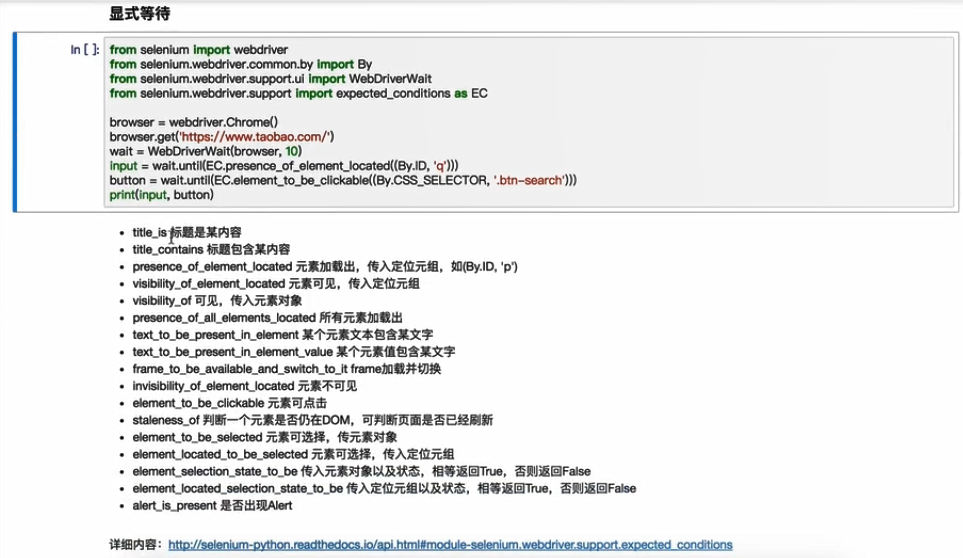 显式等待
In [ ]:
from selenium import webdriver
from selenium.webdriver.common.by import By
from selenium.webdriver.support.ui import WebDriverWait
from selenium.webdriver.support import expected_conditions as EC
browser = webdriver.Chrome()
browser.get('https://www.taobao.com/')
wait = WebDriverWait(browser, 10)
input = wait.until(EC.presence_of_element_located((By.ID, 'q')))
button = wait.until(EC.element_to_be_clickable((By.CSS_SELECTOR, '.btn-search')))
print(input, button)
• title_is 标题是某内容
• title_contains 标题包含某内容
• presence_of_element_located 元素加载出，传入定位元组，如(By.ID, 'p')
• visibility_of_element_located 元素可见，传入定位元组
• visibility_of 可见，传入元素对象
• presence_of_all_elements_located 所有元素加载出
• text_to_be_present_in_element 某个元素文本包含某文字
• text_to_be_present_in_element_value 某个元素值包含某文字
• frame_to_be_available_and_switch_to_it frame加载并切换
• invisibility_of_element_located 元素不可见
• element_to_be_clickable 元素可点击
• staleness_of 判断一个元素是否仍在DOM，可判断页面是否已经刷新
• element_to_be_selected 元素可选择，传元素对象
• element_located_to_be_selected 元素可选择，传入定位元组
• element_selection_state_to_be 传入元素对象以及状态，相等返回True，否则返回False
• element_located_selection_state_to_be 传入定位元组以及状态，相等返回True，否则返回False
• alert_is_present 是否出现Alert
详细内容：http://selenium-python.readthedocs.io/api.html#module-selenium.webdriver.support.expected_conditions